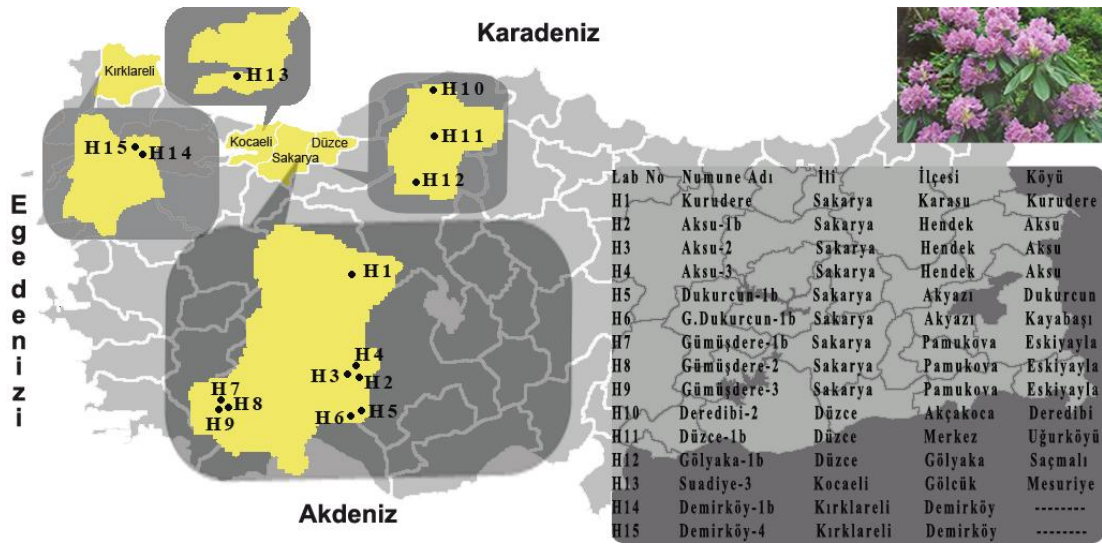 Karadeniz
Kırklareli
H13
H10
Kocaeli
Düzce
Sakarya
H11
H15
H14
H12
Ege denizi
H1
H4
H3
H2
H7
H8
H9
H6
H5
Akdeniz
Lab No Numune Adı İli İlçesi Köyü
H1 Kurudere Sakarya Karasu Kurudere
H2 Aksu-1b Sakarya Hendek Aksu
H3 Aksu-2 Sakarya Hendek Aksu
H4 Aksu-3 Sakarya Hendek Aksu
H5 Dukurcun-1b Sakarya Akyazı Dukurcun
H6 G.Dukurcun-1b Sakarya Akyazı Kayabaşı
H7 Gümüşdere-1b Sakarya Pamukova Eskiyayla
H8 Gümüşdere-2 Sakarya Pamukova Eskiyayla
H9 Gümüşdere-3 Sakarya Pamukova Eskiyayla
H10 Deredibi-2 Düzce Akçakoca Deredibi
H11 Düzce-1b Düzce Merkez Uğurköyü
H12 Gölyaka-1b Düzce Gölyaka Saçmalı
H13 Suadiye-3 Kocaeli Gölcük Mesuriye
H14 Demirköy-1b Kırklareli Demirköy --------
H15 Demirköy-4 Kırklareli Demirköy --------